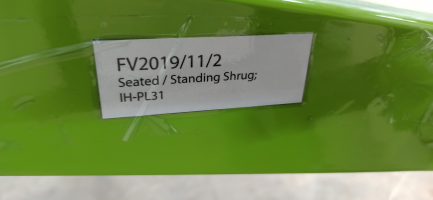 FV2019/11/2
Seated / Standing Shrug;
IH-PL31